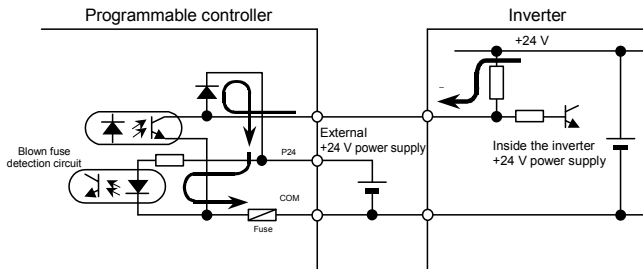 Programmable controller
Inverter
+24 V
Blown fuse
detection circuit
P24
External
+24 V power supply
Inside the inverter
+24 V power supply
COM
Fuse